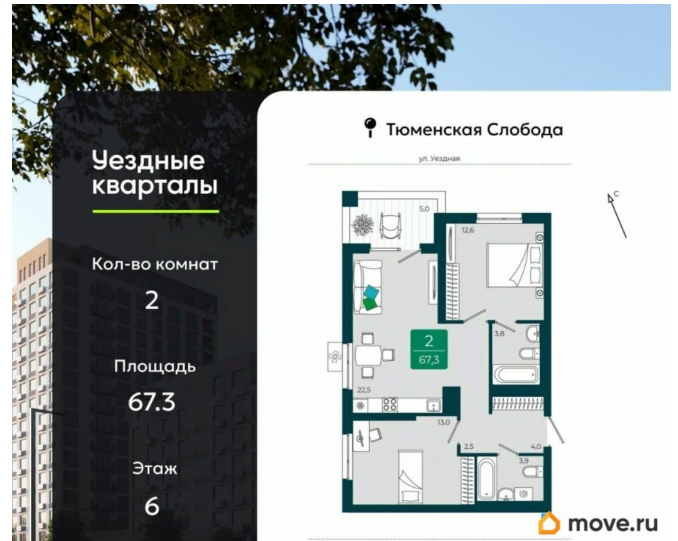 Уездные
кварталы
Кол-во комнат
2
Площадь
67.3
Этаж
6
Тюменская Слобода
ул. Уездная
С
5,0
12,6
2
67,3
3,8
22,5
13,0
2,5
4,0
3,9
move.ru